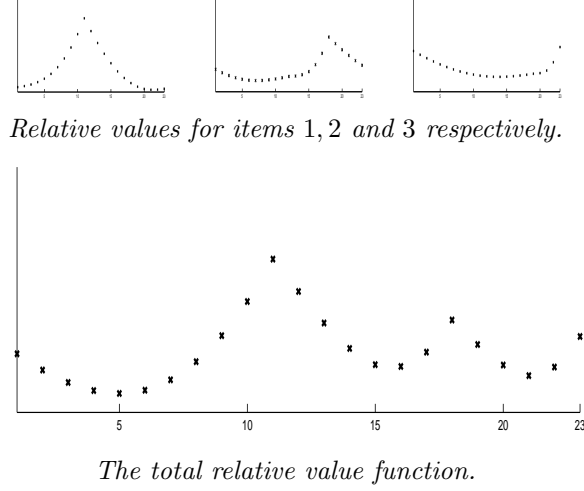 Relative values for items 1, 2 and 3 respectively.
5 10 15 20 23
The total relative value function.